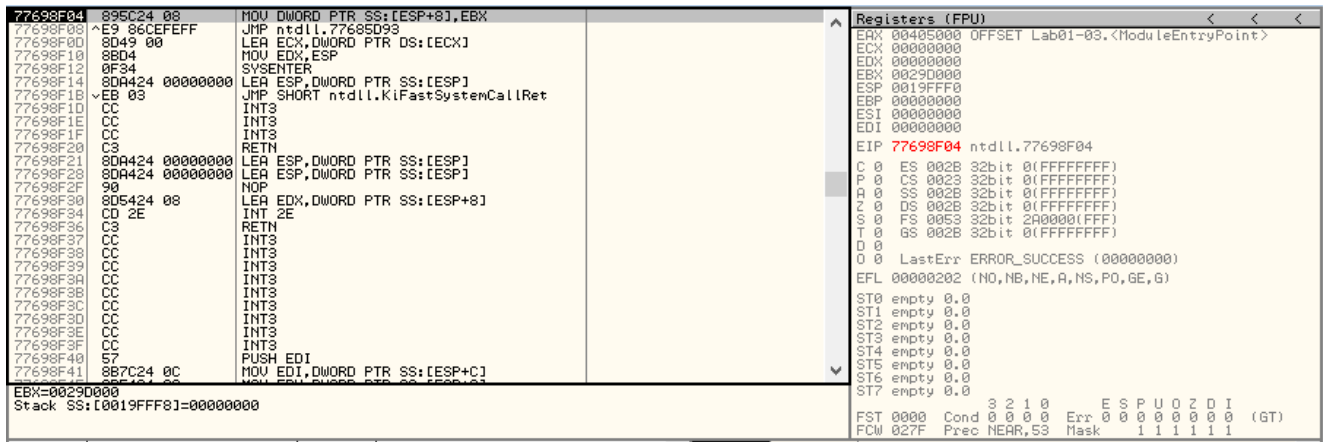 77698F04 895C24 08 MOV DWORD PTR SS:[ESP+8],EBX
77698F08 ^E9 86CEFEFF JMP ntdll.77685D93
77698F0D 8D49 00 LEA ECX,DWORD PTR DS:[ECX]
77698F10 8BD4 MOV EDX,ESP
77698F12 0F34 SYSENTER
77698F14 8DA424 00000000 LEA ESP,DWORD PTR SS:[ESP]
77698F1B vEB 03 JMP SHORT ntdll.KiFastSystemCallRet
77698F1D CC INT3
77698F1E CC INT3
77698F1F CC INT3
77698F20 C3 RETN
77698F21 8DA424 00000000 LEA ESP,DWORD PTR SS:[ESP]
77698F28 8DA424 00000000 LEA ESP,DWORD PTR SS:[ESP]
77698F2F 90 NOP
77698F30 8D5424 08 LEA EDX,DWORD PTR SS:[ESP+8]
77698F34 CD 2E INT 2E
77698F36 C3 RETN
77698F37 CC INT3
77698F38 CC INT3
77698F39 CC INT3
77698F3A CC INT3
77698F3B CC INT3
77698F3C CC INT3
77698F3D CC INT3
77698F3E CC INT3
77698F3F CC INT3
77698F40 57 PUSH EDI
77698F41 8B7C24 0C MOV EDI,DWORD PTR SS:[ESP+C]
EBX=0029D000
Stack SS:[0019FFF8]=00000000
Registers (FPU) < < <
EAX 00405000 OFFSET Lab01-03.<ModuleEntryPoint>
ECX 00000000
EDX 00000000
EBX 0029D000
ESP 0019FFF0
EBP 00000000
ESI 00000000
EDI 00000000
EIP 77698F04 ntdll.77698F04
C 0 ES 002B 32bit 0(FFFFFFFF)
P 0 CS 0023 32bit 0(FFFFFFFF)
A 0 SS 002B 32bit 0(FFFFFFFF)
Z 0 DS 002B 32bit 0(FFFFFFFF)
S 0 FS 0053 32bit 2A0000(FFF)
T 0 GS 002B 32bit 0(FFFFFFFF)
D 0
O 0 LastErr ERROR_SUCCESS (00000000)
EFL 00000202 (NO,NB,NE,A,NS,PO,GE,G)
ST0 empty 0.0
ST1 empty 0.0
ST2 empty 0.0
ST3 empty 0.0
ST4 empty 0.0
ST5 empty 0.0
ST6 empty 0.0
ST7 empty 0.0
3 2 1 0 E S P U O Z D I
FST 0000 Cond 0 0 0 0 Err 0 0 0 0 0 0 0 0 (GT)
FCW 027F Prec NEAR,53 Mask 1 1 1 1 1 1